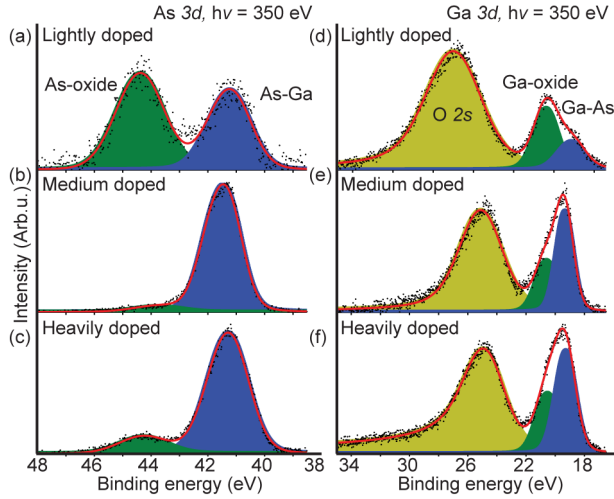 As 3d, hν = 350 eV
Ga 3d, hν = 350 eV
(a)
Lightly doped
As-oxide
As-Ga
(d)
Lightly doped
O 2s
Ga-oxide
Ga-As
(b)
Medium doped
(e)
Medium doped
(c)
Heavily doped
(f)
Heavily doped
Intensity (Arb.u.)
48 46 44 42 40 38
34 30 26 22 18
Binding energy (eV)
Binding energy (eV)